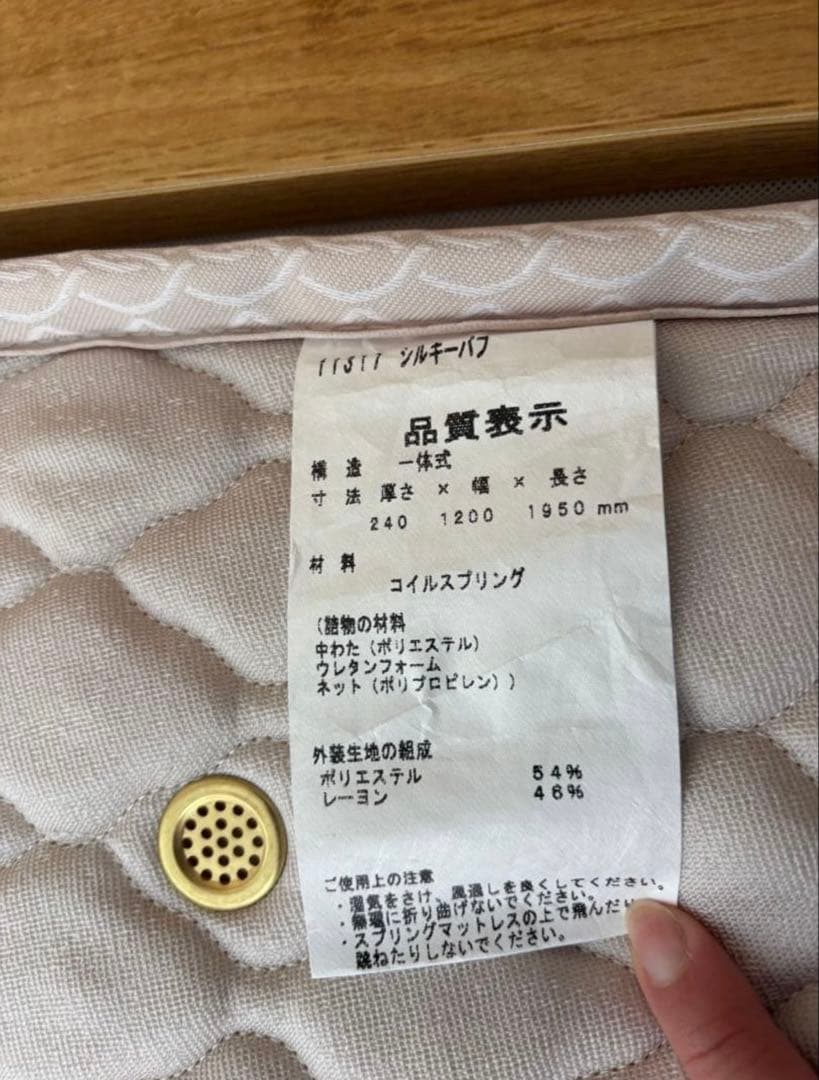 シルキーパフ
品質表示
構 造 一体式
寸 法 厚さ × 幅 × 長さ
240 1200 1950 mm
材 料
コイルスプリング
(詰物の材料
中わた (ポリエステル)
ウレタンフォーム
ネット (ポリプロピレン) )
外装生地の組成
ポリエステル 54%
レーヨン 46%
ご使用上の注意
・湿気をさけ、風通しを良くしてください。
・無理に折り曲げないでください。
・スプリングマットレスの上で飛んだり
跳ねたりしないでください。